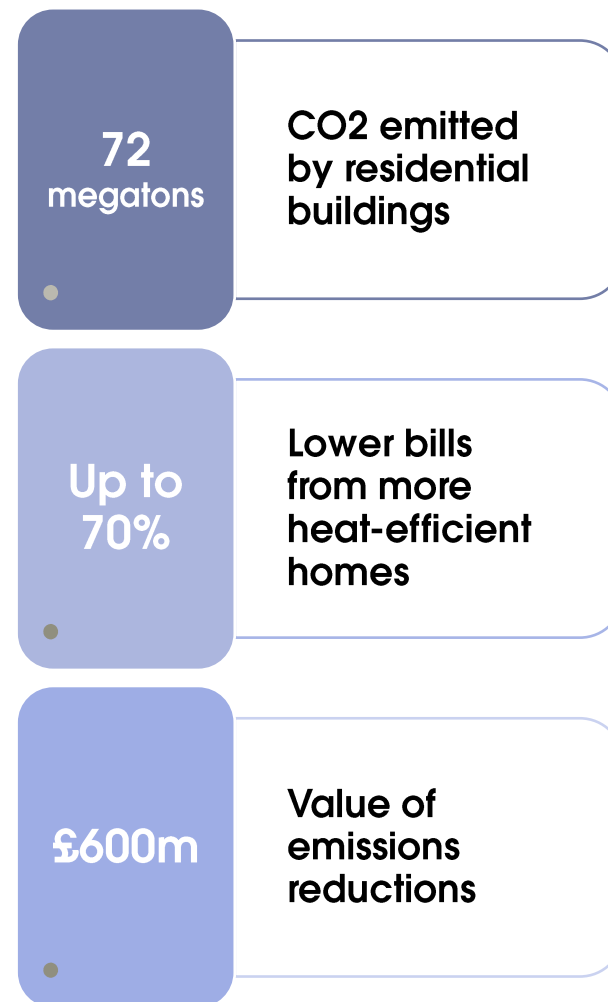 72
megatons
CO2 emitted
by residential
buildings
Up to
70%
Lower bills
from more
heat-efficient
homes
£600m
Value of
emissions
reductions